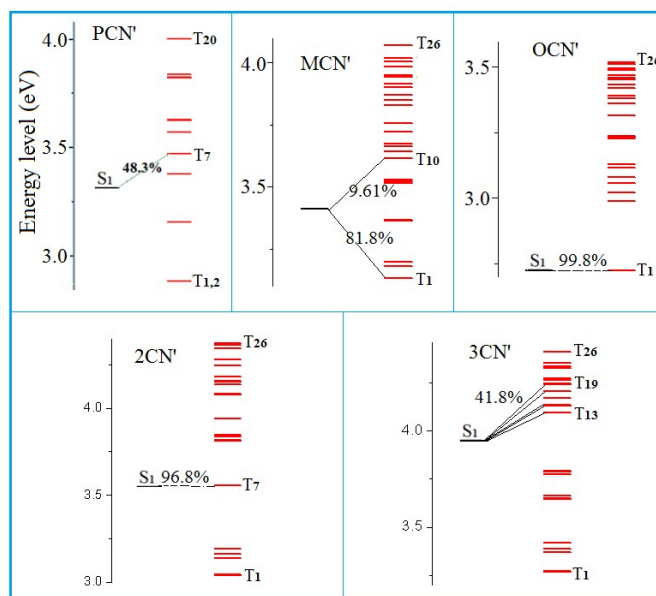 PCN'
Energy level (eV)
4.0
3.5
3.0
T20
T7
T1,2
S1
48.3%
MCN'
4.0
3.5
T26
T10
T1
9.61%
81.8%
OCN'
3.5
3.0
T26
S1
99.8%
T1
2CN'
4.0
3.5
3.0
T26
S1
96.8%
T7
T1
3CN'
4.0
3.5
T26
T19
T13
41.8%
S1
T1